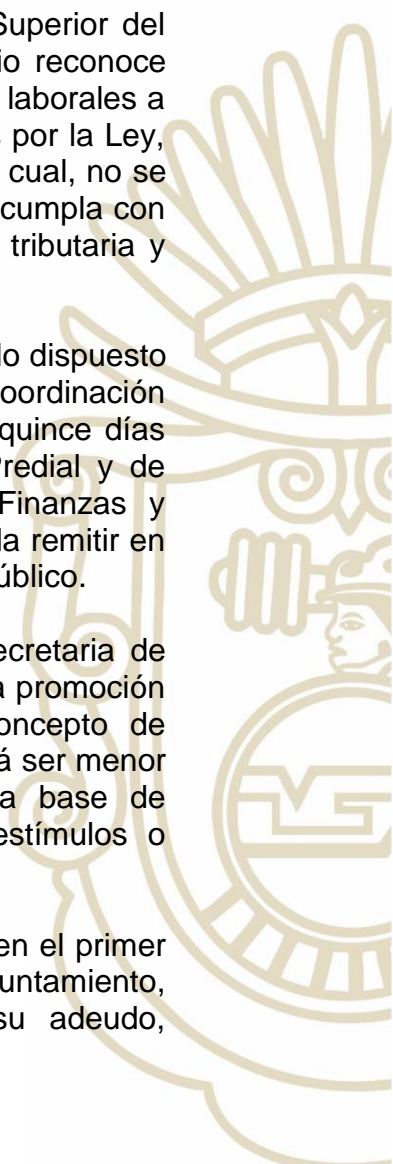 Superior del
io reconoce
laborales a
por la Ley,
cual, no se
cumpla con
tributaria y
lo dispuesto
oordinación
quince días
Predial y de
Finanzas y
la remitir en
úblico.
ecretaria de
a promoción
oncepto de
á ser menor
a base de
estímulos o
en el primer
untamiento,
su adeudo,